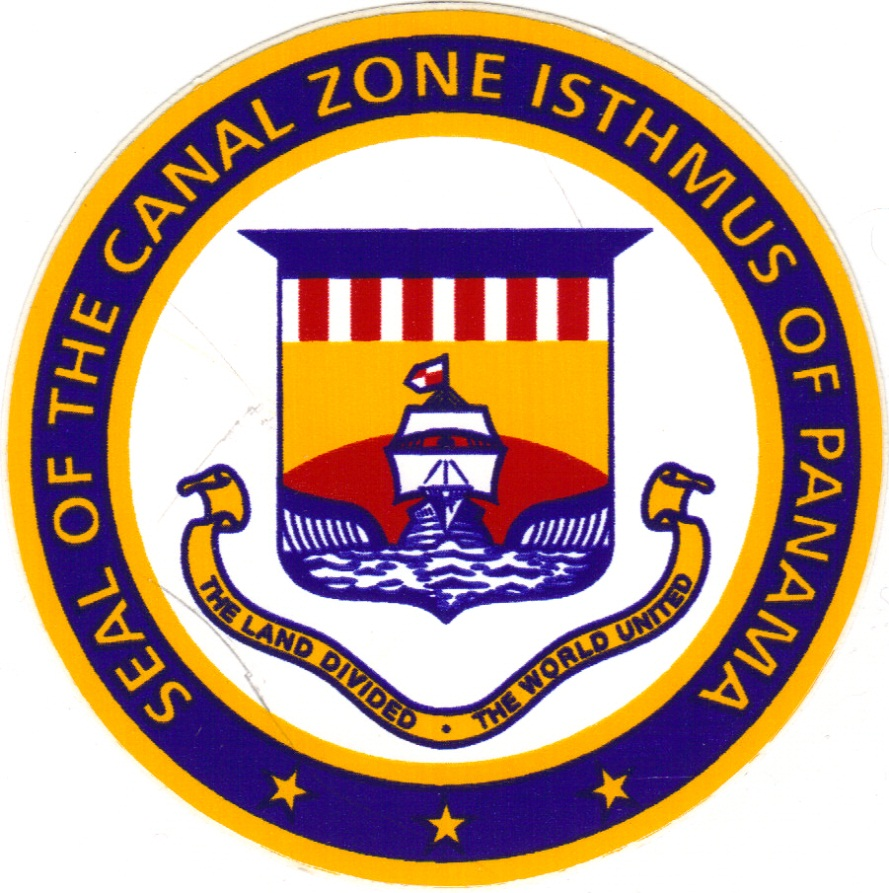 SEAL OF THE CANAL ZONE ISTHMUS OF PANAMA
THE LAND DIVIDED · THE WORLD UNITED